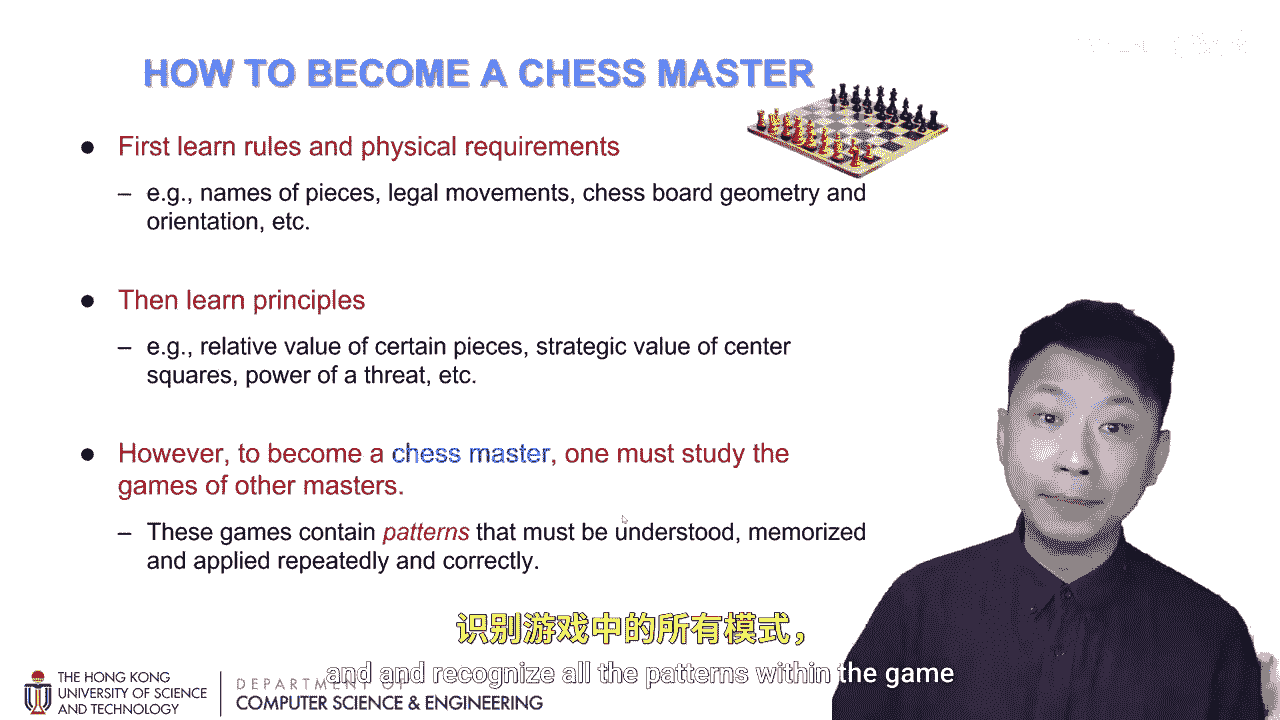 HOW TO BECOME A CHESS MASTER
● First learn rules and physical requirements
– e.g., names of pieces, legal movements, chess board geometry and
orientation, etc.
● Then learn principles
– e.g., relative value of certain pieces, strategic value of center
squares, power of a threat, etc.
● However, to become a chess master, one must study the
games of other masters.
– These games contain patterns that must be understood, memorized
and applied repeatedly and correctly.
识别游戏中的所有模式，
and and recognize all the patterns within the game
THE HONG KONG
UNIVERSITY OF SCIENCE
AND TECHNOLOGY
DEPARTMENT OF
COMPUTER SCIENCE & ENGINEERING